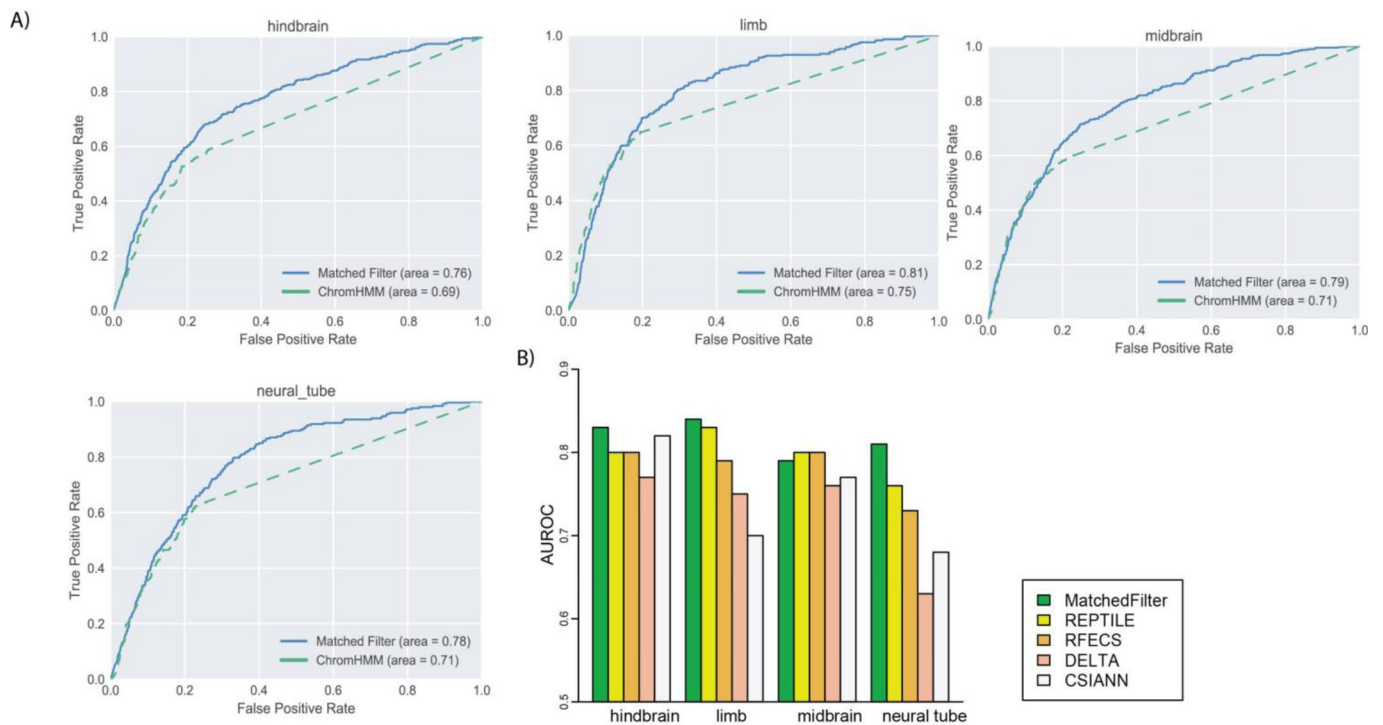 A)
hindbrain
True Positive Rate
1.0
0.8
0.6
0.4
0.2
0.0
0.0 0.2 0.4 0.6 0.8 1.0
False Positive Rate
Matched Filter (area = 0.76)
ChromHMM (area = 0.69)
limb
True Positive Rate
1.0
0.8
0.6
0.4
0.2
0.0
0.0 0.2 0.4 0.6 0.8 1.0
False Positive Rate
Matched Filter (area = 0.81)
ChromHMM (area = 0.75)
midbrain
True Positive Rate
1.0
0.8
0.6
0.4
0.2
0.0
0.0 0.2 0.4 0.6 0.8 1.0
False Positive Rate
Matched Filter (area = 0.79)
ChromHMM (area = 0.71)
neural_tube
True Positive Rate
1.0
0.8
0.6
0.4
0.2
0.0
0.0 0.2 0.4 0.6 0.8 1.0
False Positive Rate
Matched Filter (area = 0.78)
ChromHMM (area = 0.71)
B)
AUROC
0.9
0.8
0.7
0.6
0.5
hindbrain limb midbrain neural tube
MatchedFilter
REPTILE
RFECS
DELTA
CSIANN